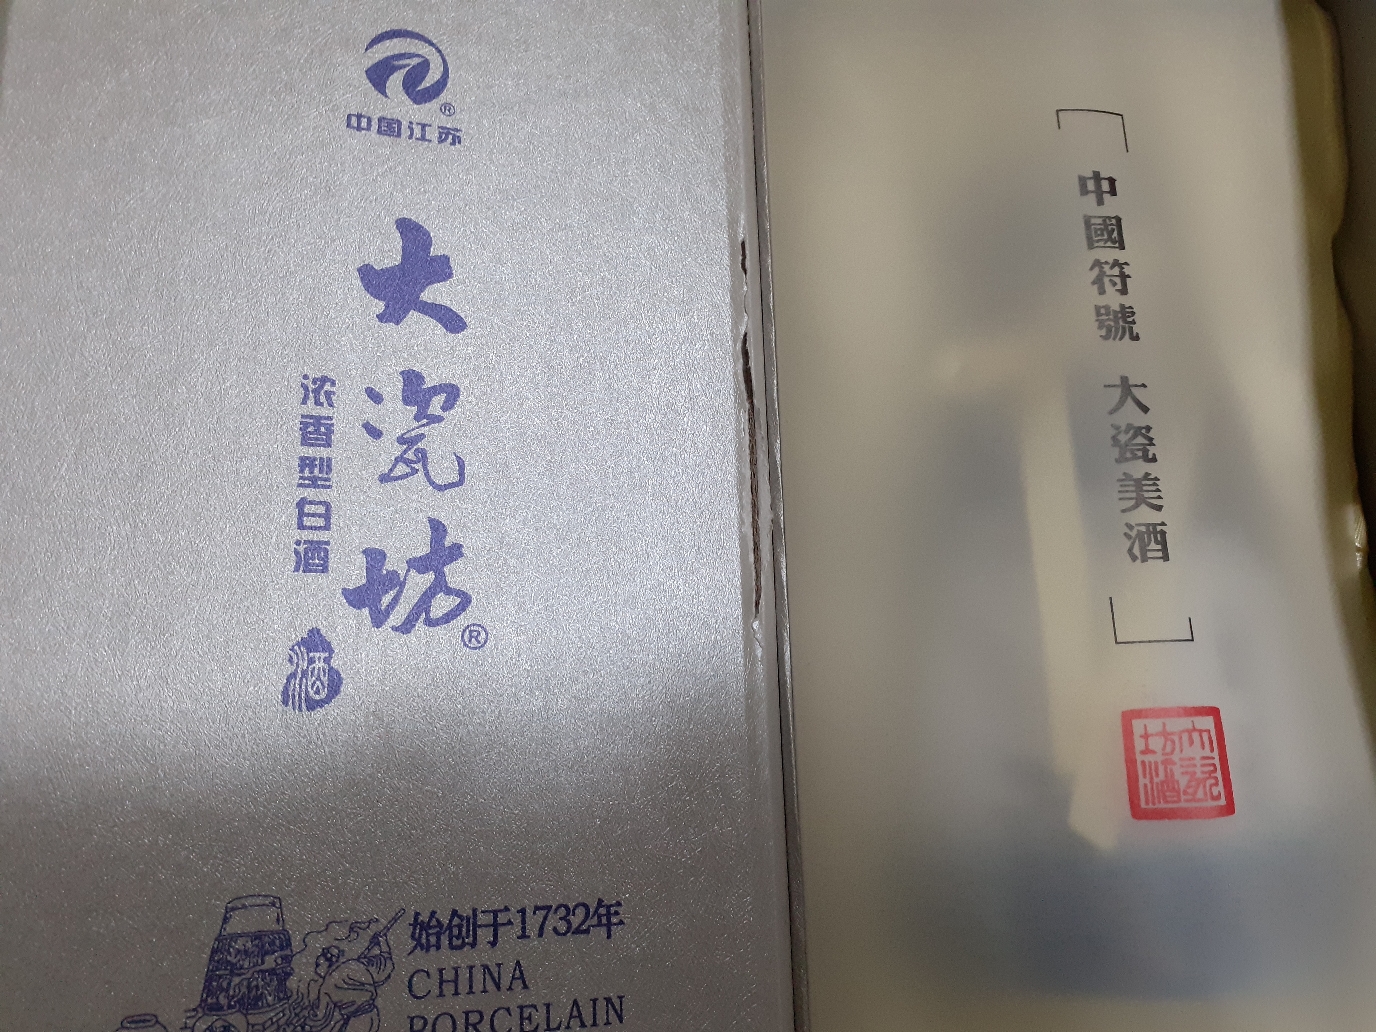 ®
中国江苏
大瓷坊®
浓香型白酒
酒
始创于1732年
CHINA
PORCELAIN
中國符號 大瓷美酒
大瓷
坊酒